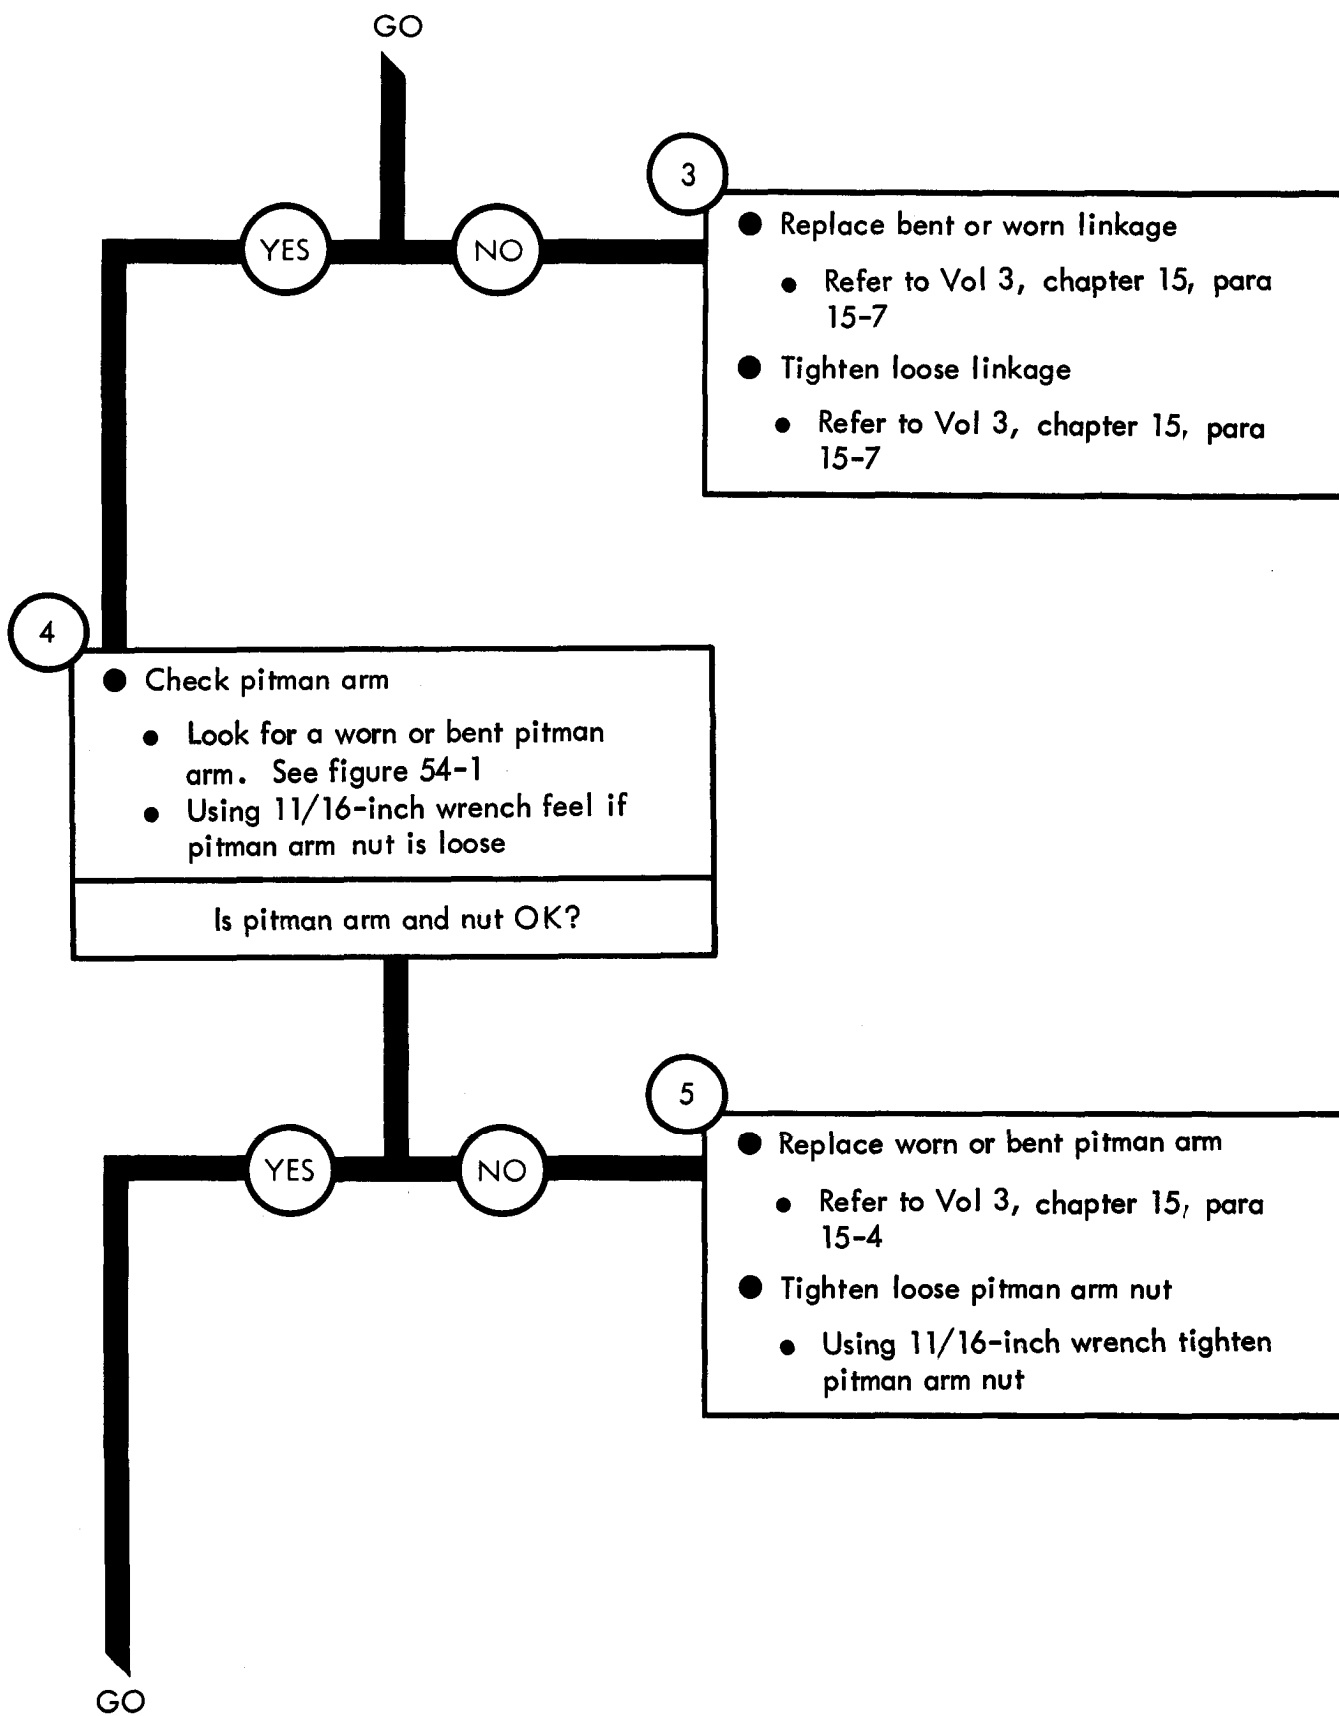 GO
3
YES
NO
● Replace bent or worn linkage
● Refer to Vol 3, chapter 15, para
15-7
● Tighten loose linkage
● Refer to Vol 3, chapter 15, para
15-7
4
● Check pitman arm
● Look for a worn or bent pitman
arm. See figure 54-1
● Using 11/16-inch wrench feel if
pitman arm nut is loose
Is pitman arm and nut OK?
5
YES
NO
● Replace worn or bent pitman arm
● Refer to Vol 3, chapter 15, para
15-4
● Tighten loose pitman arm nut
● Using 11/16-inch wrench tighten
pitman arm nut
GO